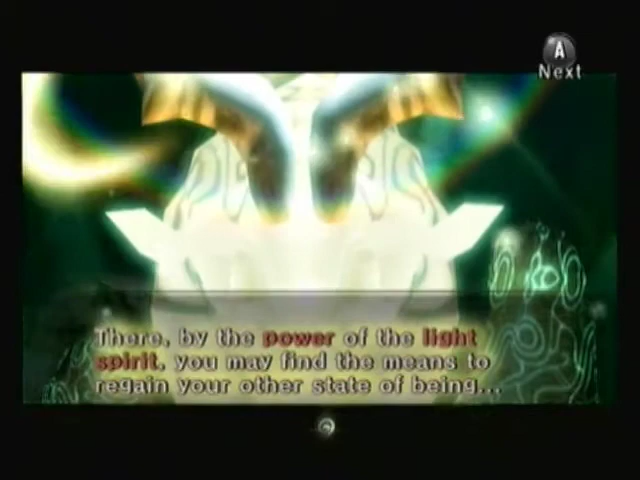 A
Next
There, by the power of the light
spirit, you may find the means to
regain your other state of being...